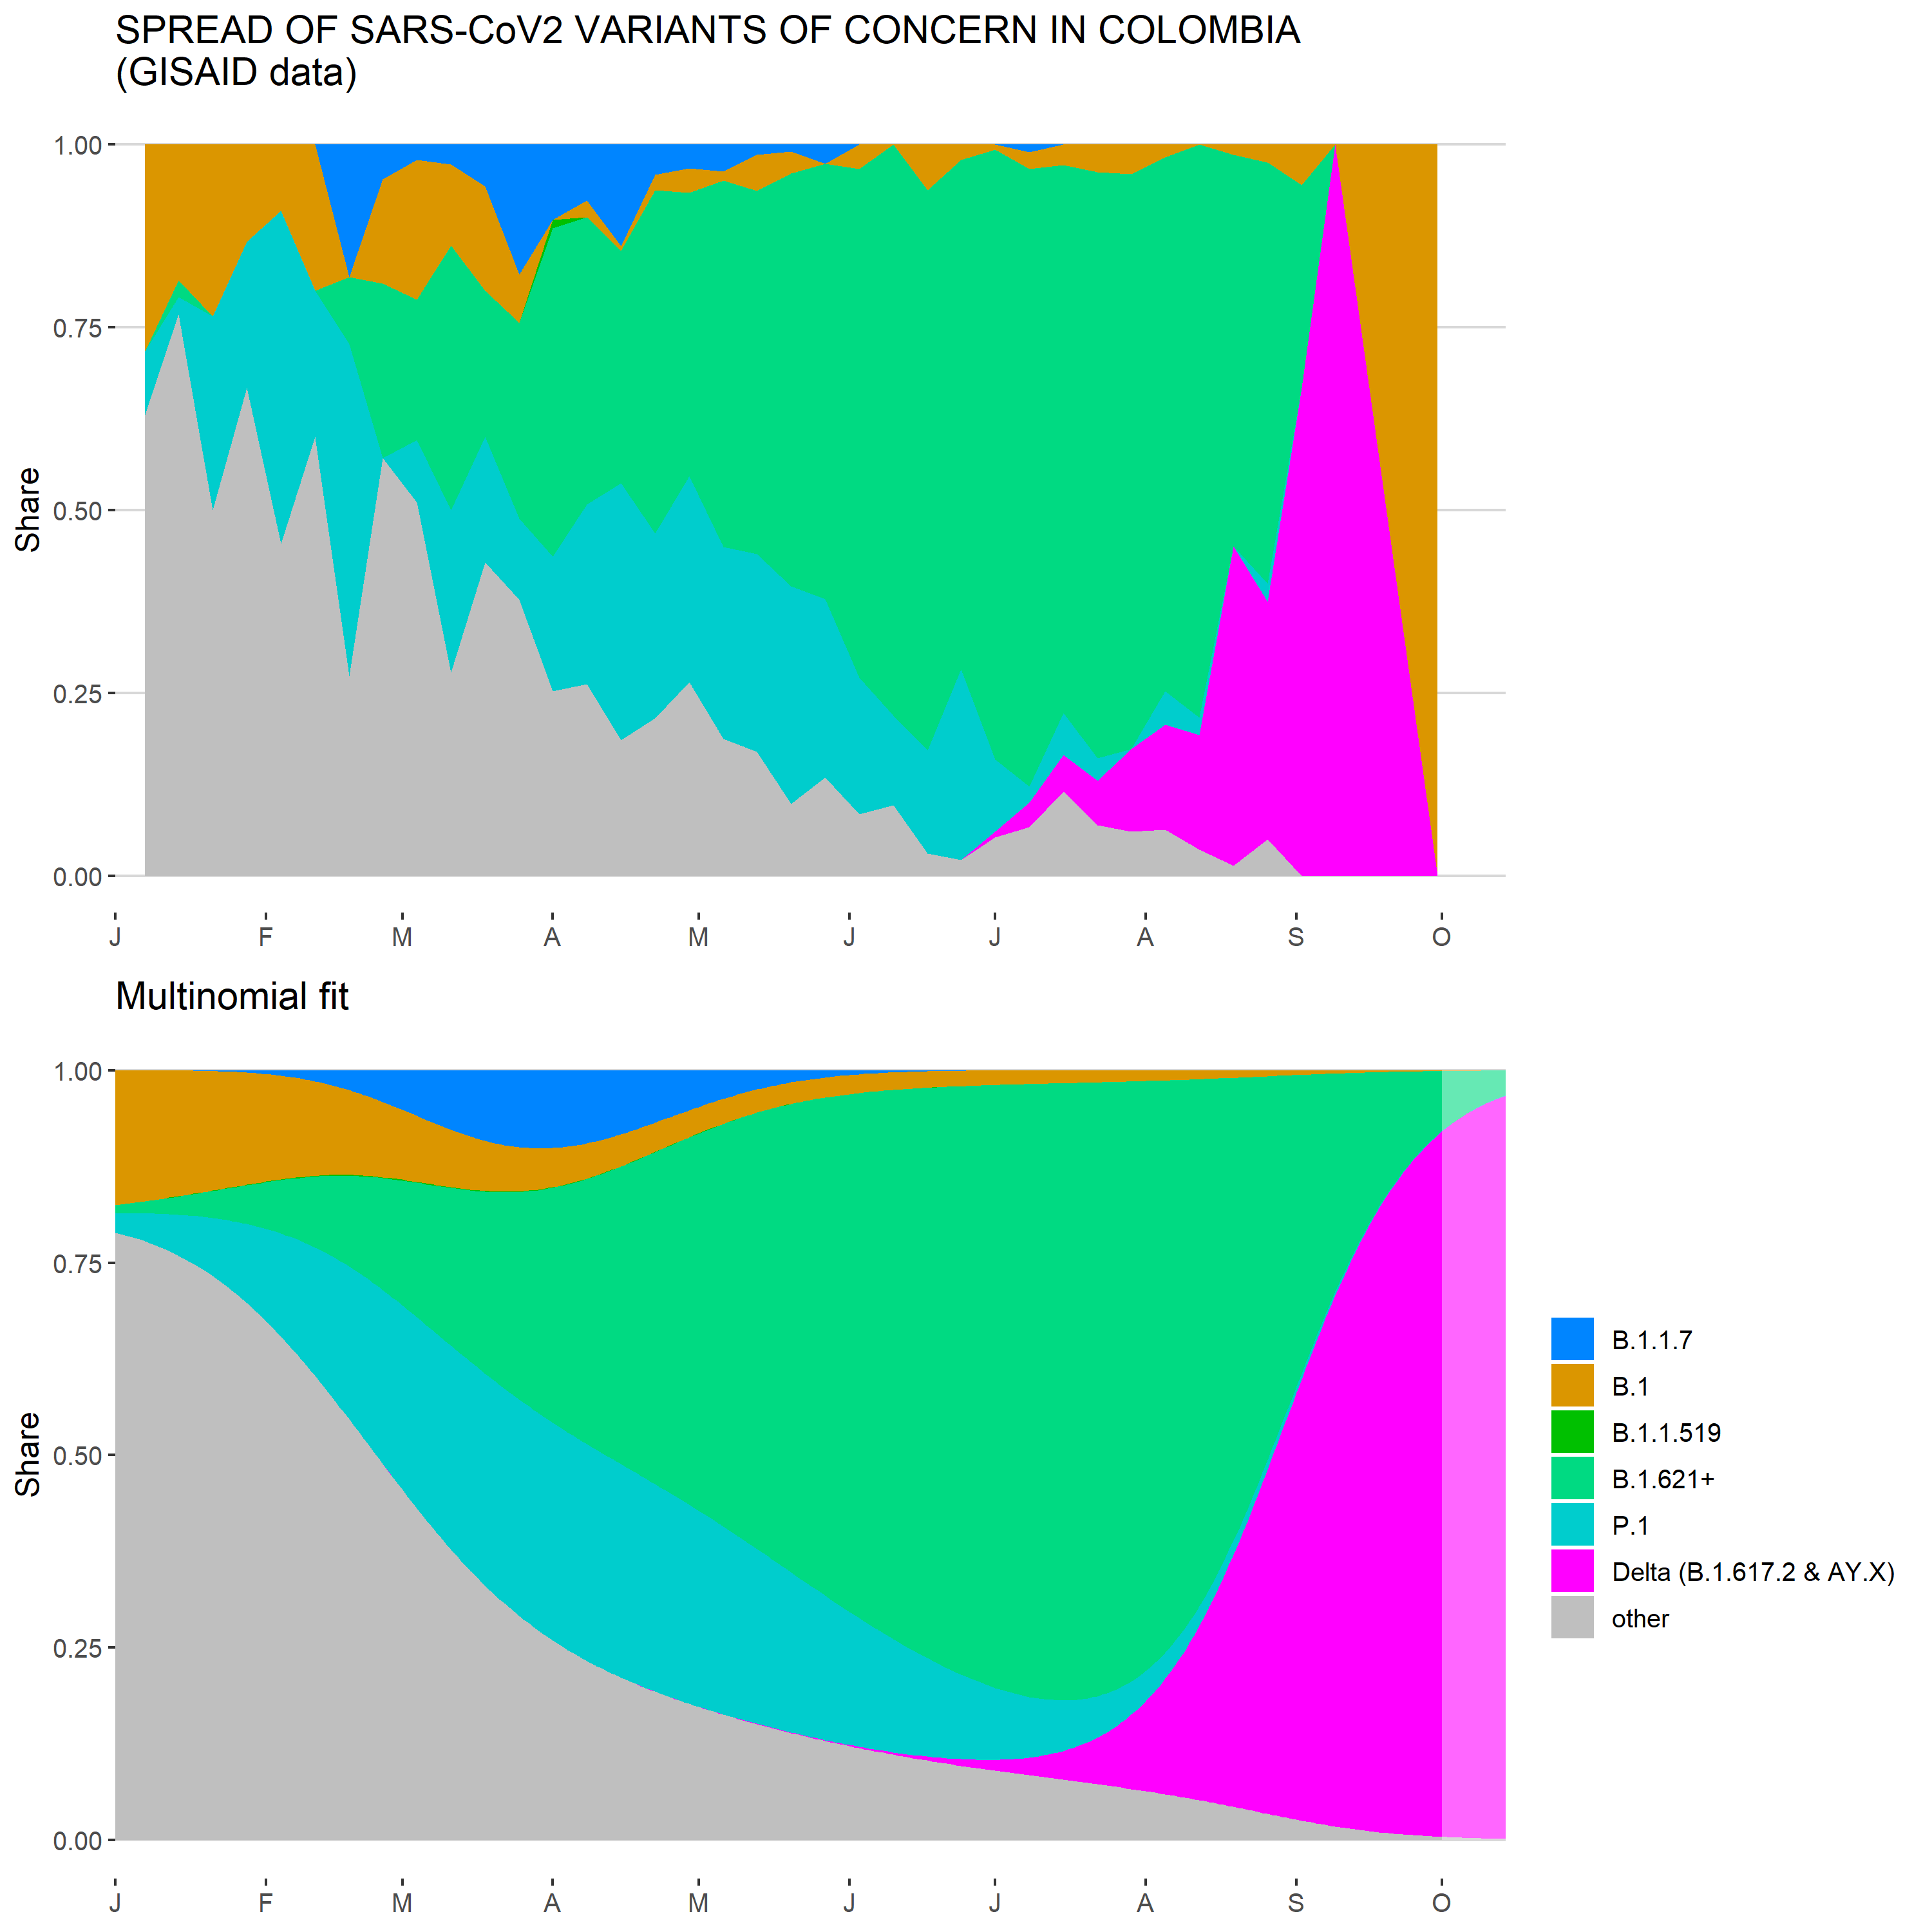 SPREAD OF SARS-CoV2 VARIANTS OF CONCERN IN COLOMBIA
(GISAID data)
1.00
0.75
0.50
0.25
0.00
Share
J F M A M J J A S O
Multinomial fit
1.00
0.75
0.50
0.25
0.00
Share
J F M A M J J A S O
B.1.1.7
B.1
B.1.1.519
B.1.621+
P.1
Delta (B.1.617.2 & AY.X)
other